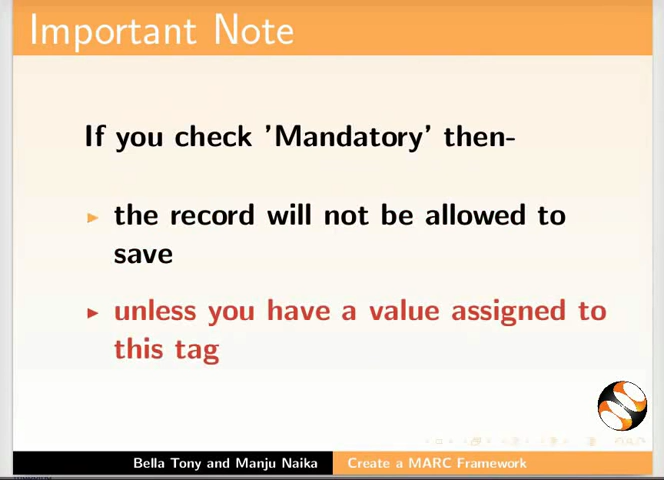 Important Note
If you check 'Mandatory' then-
the record will not be allowed to
save
unless you have a value assigned to
this tag
Bella Tony and Manju Naika
Create a MARC Framework